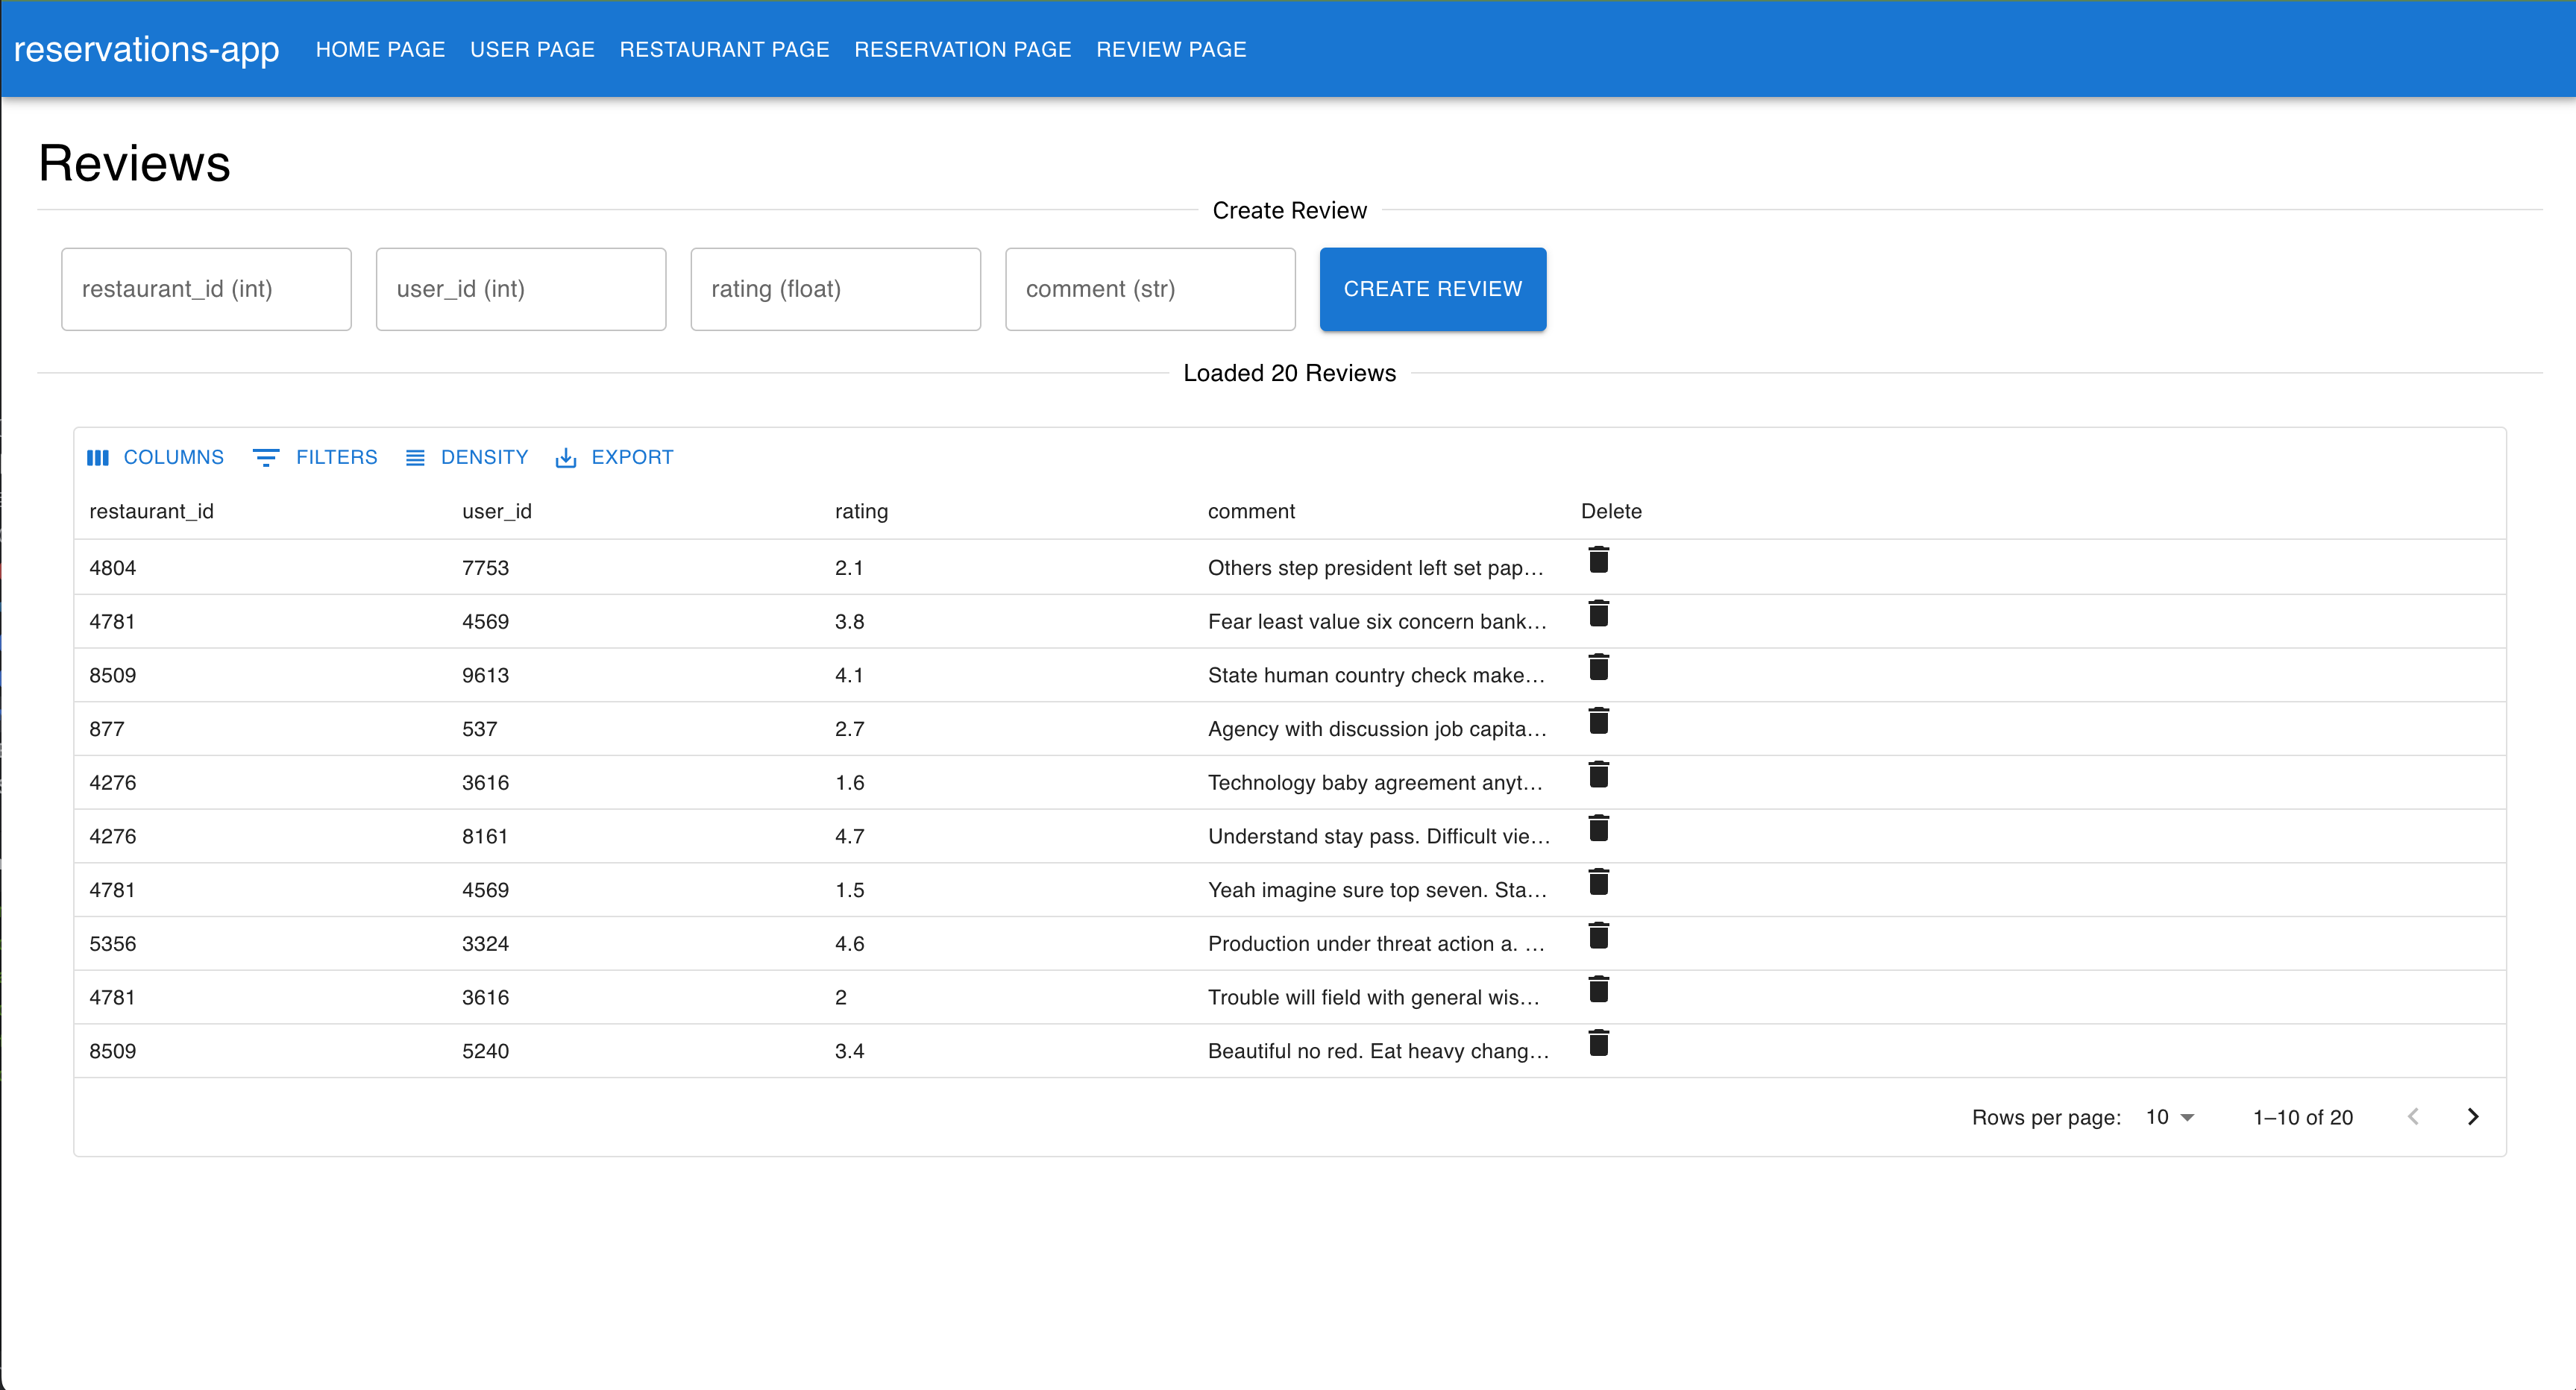 reservations-app HOME PAGE USER PAGE RESTAURANT PAGE RESERVATION PAGE REVIEW PAGE
Reviews
Create Review
restaurant_id (int) user_id (int) rating (float) comment (str) CREATE REVIEW
Loaded 20 Reviews
COLUMNS FILTERS DENSITY EXPORT
restaurant_id user_id rating comment Delete
4804 7753 2.1 Others step president left set pap…
4781 4569 3.8 Fear least value six concern bank…
8509 9613 4.1 State human country check make…
877 537 2.7 Agency with discussion job capita…
4276 3616 1.6 Technology baby agreement anyt…
4276 8161 4.7 Understand stay pass. Difficult vie…
4781 4569 1.5 Yeah imagine sure top seven. Sta…
5356 3324 4.6 Production under threat action a. …
4781 3616 2 Trouble will field with general wis…
8509 5240 3.4 Beautiful no red. Eat heavy chang…
Rows per page: 10 1–10 of 20